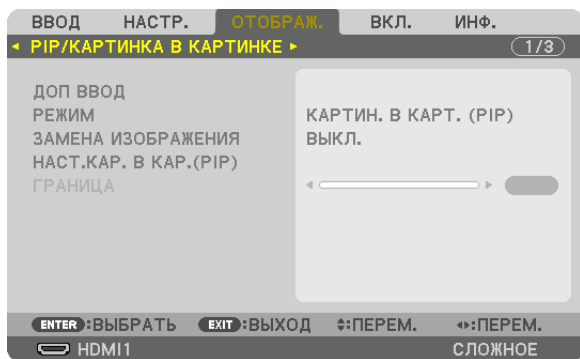 ВВОД НАСТР. ОТОБРАЖ. ВКЛ. ИНФ.
PIP/КАРТИНКА В КАРТИНКЕ 1/3
ДОП ВВОД
РЕЖИМ КАРТИН. В КАРТ. (PIP)
ЗАМЕНА ИЗОБРАЖЕНИЯ ВЫКЛ.
НАСТ.КАР. В КАР.(PIP)
ГРАНИЦА
ENTER:ВЫБРАТЬ EXIT:ВЫХОД :ПЕРЕМ. :ПЕРЕМ.
HDMI1 СЛОЖНОЕ